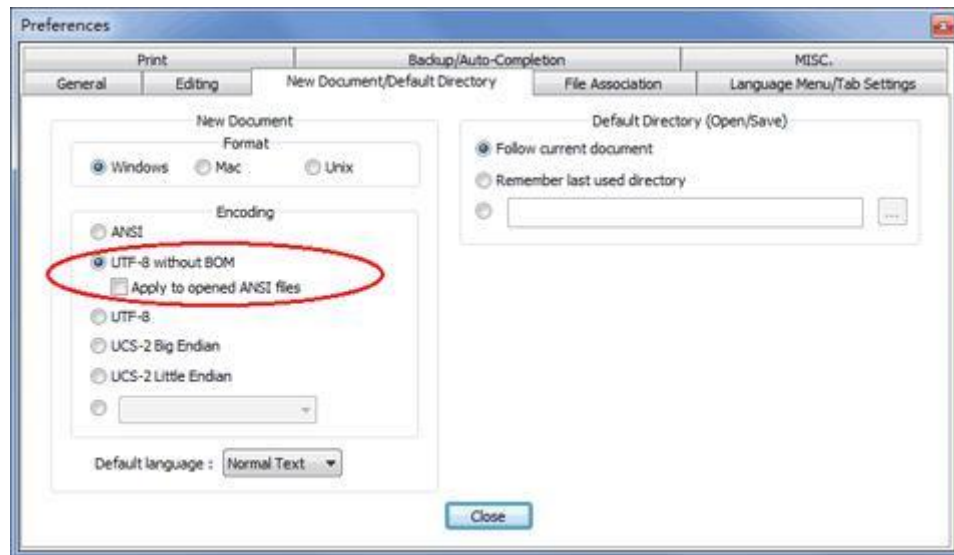 Preferences
Print Backup/Auto-Completion MISC.
General Editing New Document/Default Directory File Association Language Menu/Tab Settings
New Document
Format
Windows Mac Unix
Encoding
ANSI
UTF-8 without BOM
Apply to opened ANSI files
UTF-8
UCS-2 Big Endian
UCS-2 Little Endian
Default language : Normal Text
Default Directory (Open/Save)
Follow current document
Remember last used directory
...
Close